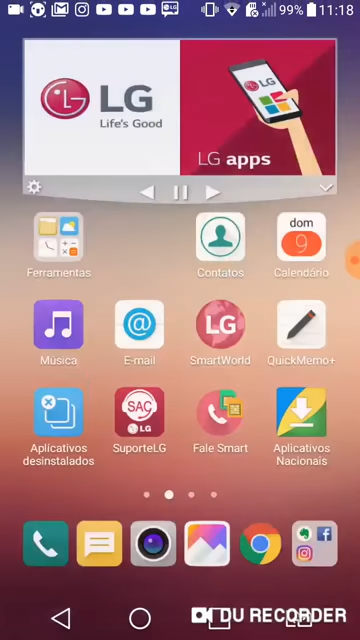 99% 11:18
LG
Life's Good
LG apps
Ferramentas
Contatos
dom
9
Calendário
Música
@
E-mail
LG
SmartWorld
QuickMemo+
Aplicativos
desinstalados
SAC
LG
SuporteLG
Fale Smart
Aplicativos
Nacionais
DU RECORDER